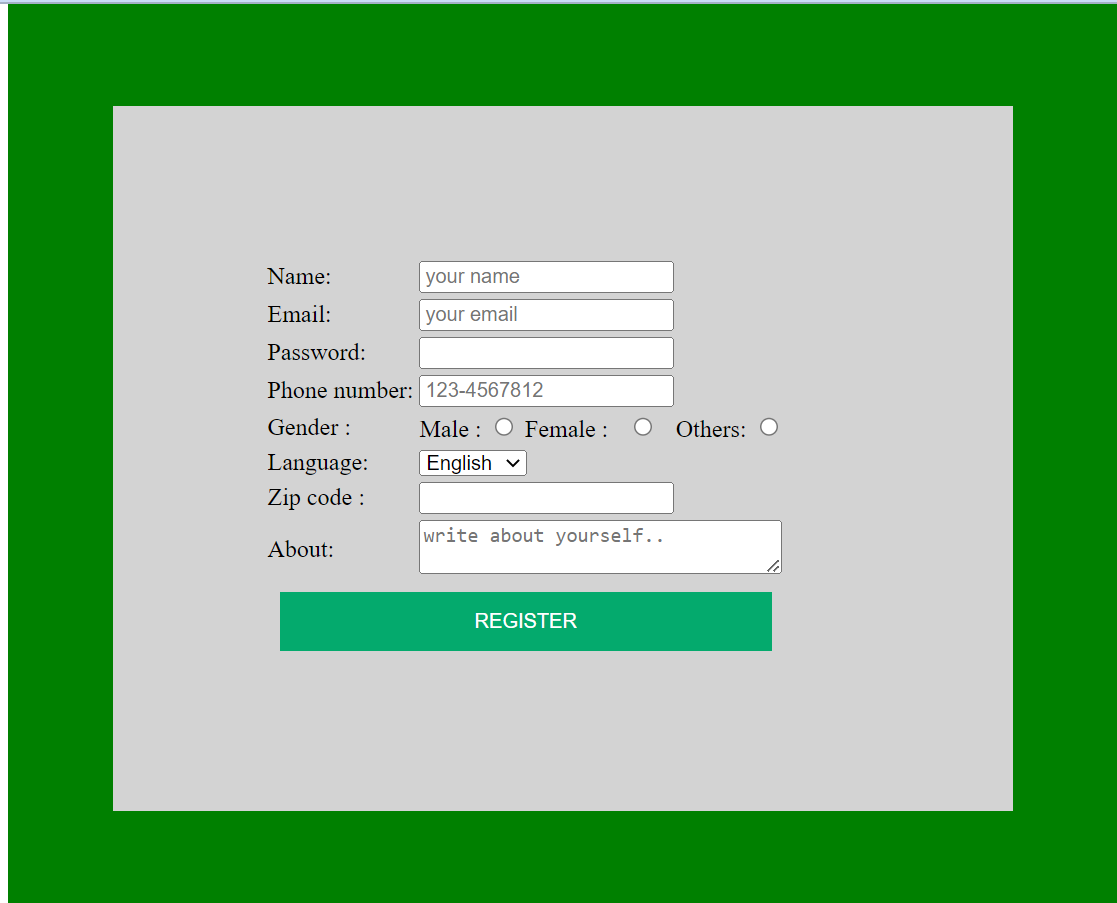 Name: your name
Email: your email
Password:
Phone number: 123-4567812
Gender : Male : Female : Others:
Language: English
Zip code :
About: write about yourself..
REGISTER